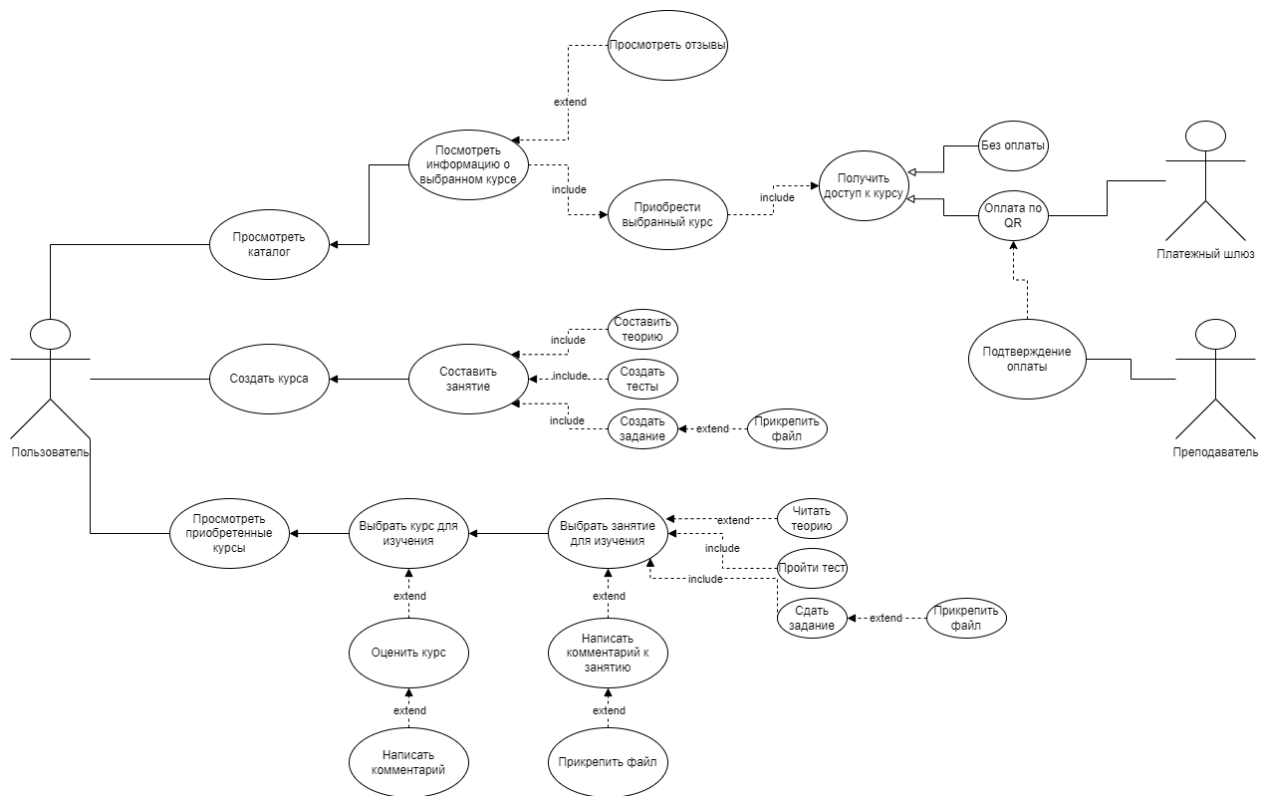 Просмотреть отзывы
extend
Посмотреть
информацию о
выбранном курсе
include
Приобрести
выбранный курс
include
Получить
доступ к курсу
Без оплаты
Оплата по
QR
Платежный шлюз
Просмотреть
каталог
Подтверждение
оплаты
Преподаватель
Пользователь
Создать курса
Составить
занятие
include
Составить
теорию
include
Создать
тесты
include
Создать
задание
extend
Прикрепить
файл
Просмотреть
приобретенные
курсы
Выбрать курс для
изучения
Выбрать занятие
для изучения
extend
Читать
теорию
include
Пройти тест
include
Сдать
задание
extend
Прикрепить
файл
extend
Оценить курс
extend
Написать
комментарий
extend
Написать
комментарий к
занятию
extend
Прикрепить файл